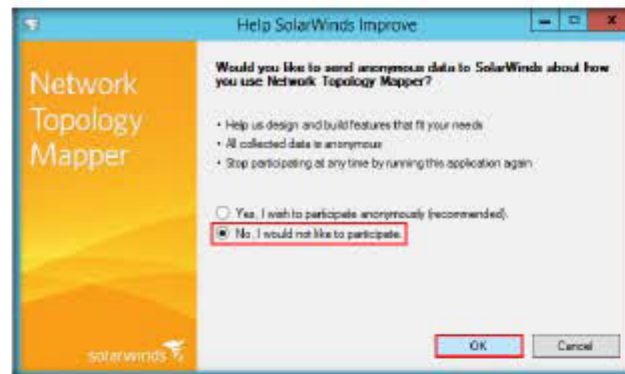 Help SolarWinds Improve
Network
Topology
Mapper
Would you like to send anonymous data to SolarWinds about how
you use Network Topology Mapper?
• Help us design and build features that fit your needs
• All collected data is anonymous
• Stop participating at any time by running this application again
Yes, I wish to participate anonymously (recommended).
No, I would not like to participate.
solarwinds
OK
Cancel